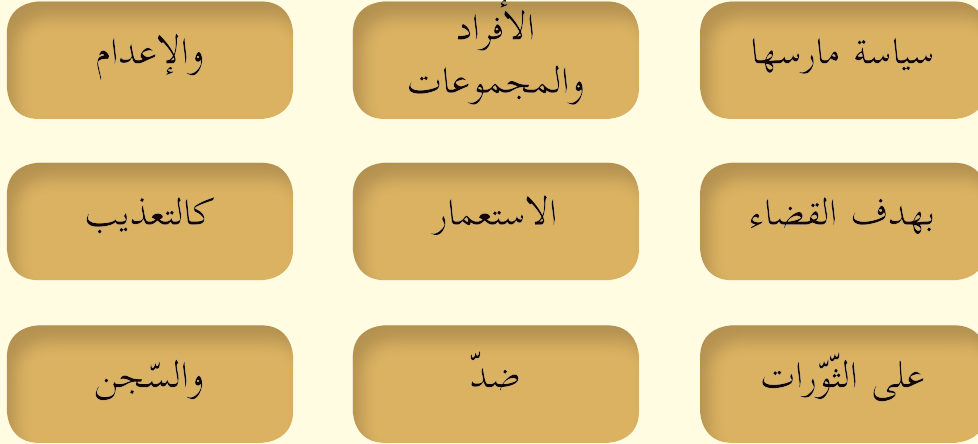 سياسة مارسها
الأفراد
والمجموعات
والإعدام
بهدف القضاء
الاستعمار
كالتعذيب
على الثّوّرات
ضدّ
والسّجن